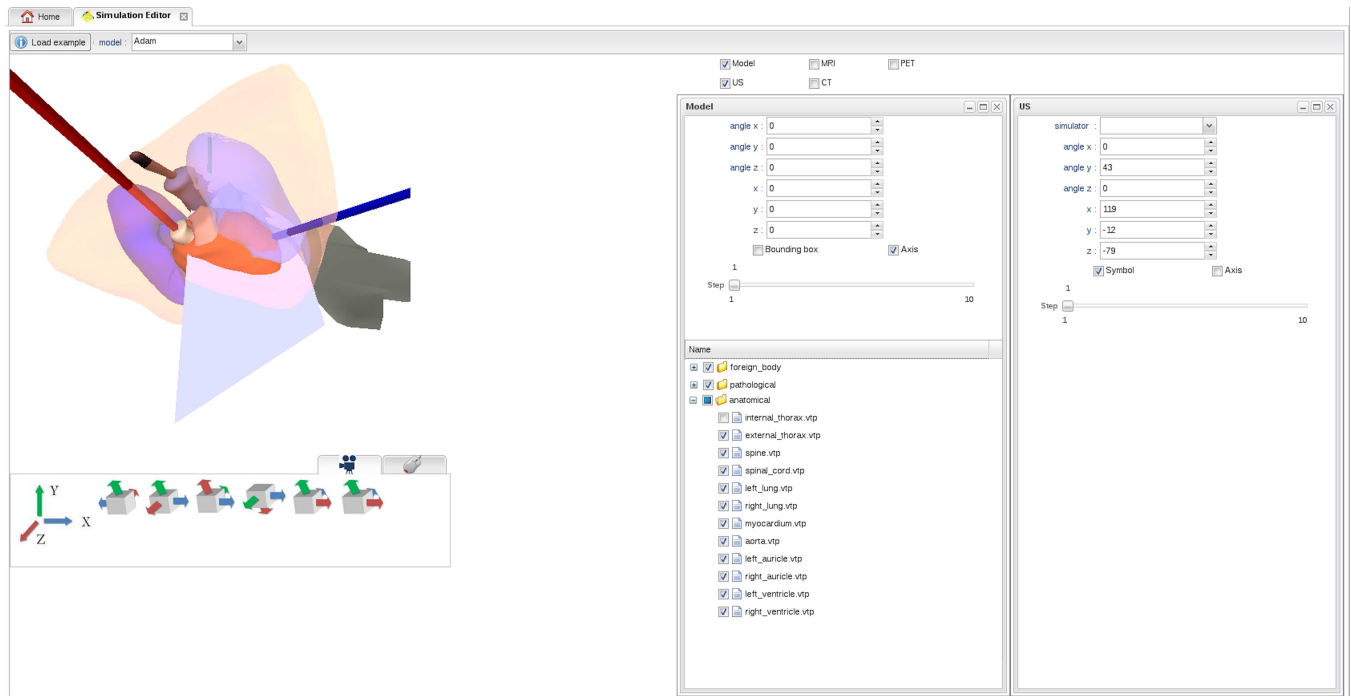 Home
Simulation Editor
Load example
model :
Adam
Model
MRI
PET
US
CT
Model
angle x : 0
angle y : 0
angle z : 0
x : 0
y : 0
z : 0
Bounding box
Axis
1
Step
1
10
Name
foreign_body
pathological
anatomical
internal_thorax.vtp
external_thorax.vtp
spine.vtp
spinal_cord.vtp
left_lung.vtp
right_lung.vtp
myocardium.vtp
aorta.vtp
left_auricle.vtp
right_auricle.vtp
left_ventricle.vtp
right_ventricle.vtp
US
simulator :
angle x : 0
angle y : 43
angle z : 0
x : 119
y : -12
z : -79
Symbol
Axis
1
Step
1
10
Y
X
Z